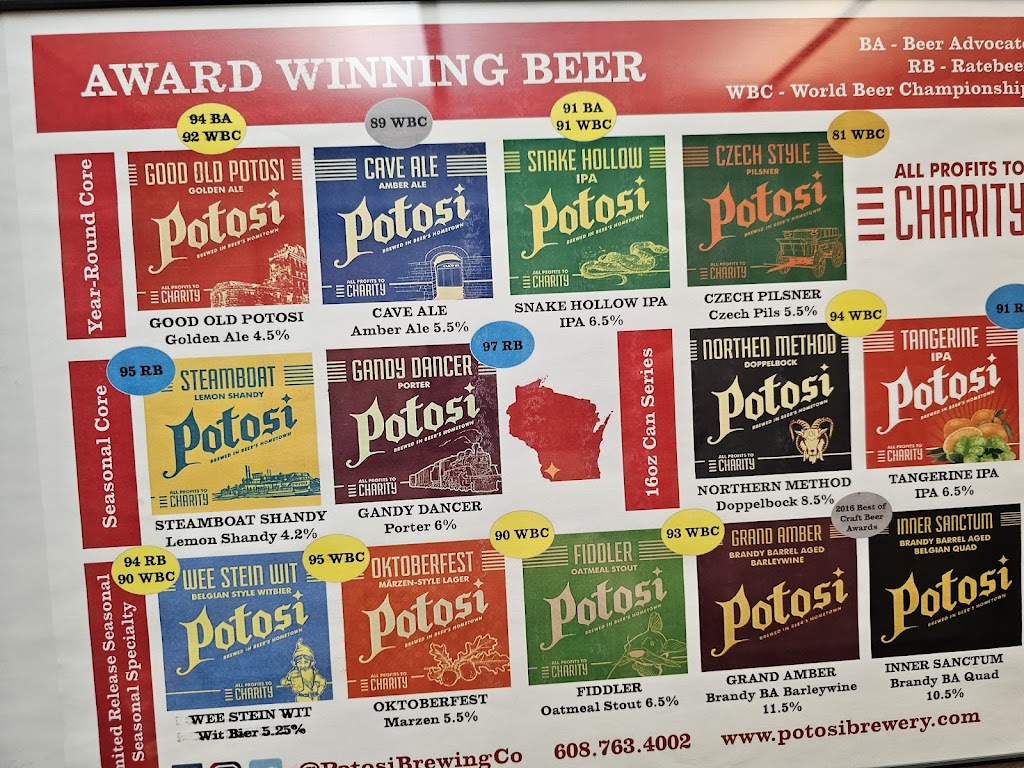 AWARD WINNING BEER
BA - Beer Advocate
RB - Ratebeer
WBC - World Beer Championship
Year-Round Core
94 BA
92 WBC
GOOD OLD POTOSI
GOLDEN ALE
Potosi
BREWED IN BEER'S HOMETOWN
ALL PROFITS TO
CHARITY
GOOD OLD POTOSI
Golden Ale 4.5%
89 WBC
CAVE ALE
AMBER ALE
Potosi
BREWED IN BEER'S HOMETOWN
ALL PROFITS TO
CHARITY
CAVE ALE
Amber Ale 5.5%
91 BA
91 WBC
SNAKE HOLLOW
IPA
Potosi
BREWED IN BEER'S HOMETOWN
ALL PROFITS TO
CHARITY
SNAKE HOLLOW IPA
IPA 6.5%
81 WBC
CZECH STYLE
PILSNER
Potosi
BREWED IN BEER'S HOMETOWN
ALL PROFITS TO
CHARITY
CZECH PILSNER
Czech Pils 5.5%
ALL PROFITS TO
CHARITY
Seasonal Core
95 RB
STEAMBOAT
LEMON SHANDY
Potosi
BREWED IN BEER'S HOMETOWN
ALL PROFITS TO
CHARITY
STEAMBOAT SHANDY
Lemon Shandy 4.2%
97 RB
GANDY DANCER
PORTER
Potosi
BREWED IN BEER'S HOMETOWN
ALL PROFITS TO
CHARITY
GANDY DANCER
Porter 6%
16oz Can Series
94 WBC
NORTHEN METHOD
DOPPELBOCK
Potosi
BREWED IN BEER'S HOMETOWN
ALL PROFITS TO
CHARITY
NORTHERN METHOD
Doppelbock 8.5%
91 R
TANGERINE
IPA
Potosi
BREWED IN BEER'S HOMETOWN
ALL PROFITS TO
CHARITY
TANGERINE IPA
IPA 6.5%
mited Release Seasonal
Seasonal Specialty
94 RB
90 WBC
WEE STEIN WIT
BELGIAN STYLE WITBIER
Potosi
BREWED IN BEER'S HOMETOWN
ALL PROFITS TO
CHARITY
WEE STEIN WIT
Wit Bier 5.25%
95 WBC
OKTOBERFEST
MÄRZEN-STYLE LAGER
Potosi
BREWED IN BEER'S HOMETOWN
ALL PROFITS TO
CHARITY
OKTOBERFEST
Marzen 5.5%
90 WBC
FIDDLER
OATMEAL STOUT
Potosi
BREWED IN BEER'S HOMETOWN
ALL PROFITS TO
CHARITY
FIDDLER
Oatmeal Stout 6.5%
93 WBC
GRAND AMBER
BRANDY BARREL AGED
BARLEYWINE
Potosi
BREWED IN BEER'S HOMETOWN
GRAND AMBER
Brandy BA Barleywine
11.5%
2016 Best of
Craft Beer
Awards
INNER SANCTUM
BRANDY BARREL AGED
BELGIAN QUAD
Potosi
BREWED IN BEER'S HOMETOWN
INNER SANCTUM
Brandy BA Quad
10.5%
@PotosiBrewingCo
608.763.4002
www.potosibrewery.com